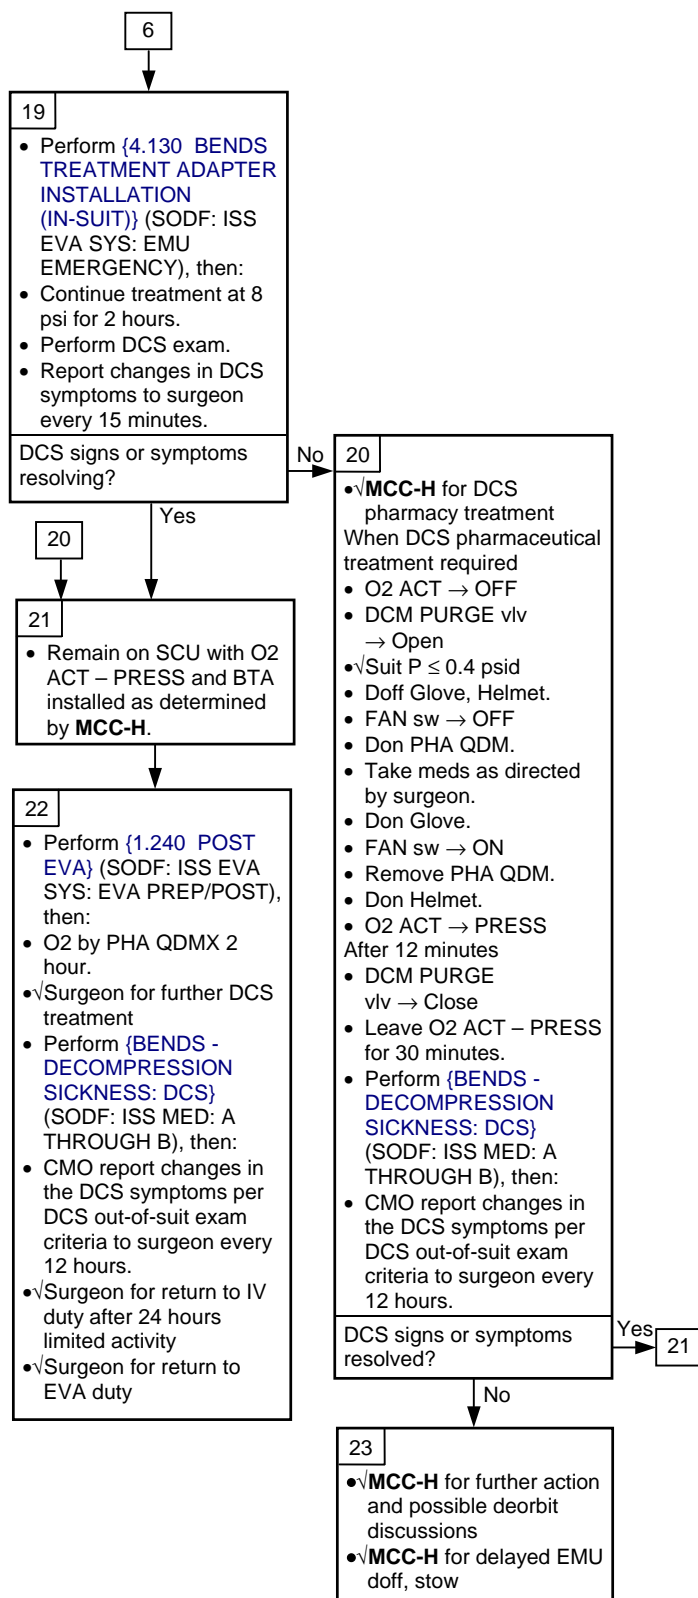 6
19
• Perform {4.130 BENDS
TREATMENT ADAPTER
INSTALLATION
(IN-SUIT)} (SODF: ISS
EVA SYS: EMU
EMERGENCY), then:
• Continue treatment at 8
psi for 2 hours.
• Perform DCS exam.
• Report changes in DCS
symptoms to surgeon
every 15 minutes.
DCS signs or symptoms
resolving?
No
Yes
20
21
• Remain on SCU with O2
ACT – PRESS and BTA
installed as determined
by MCC-H.
22
• Perform {1.240 POST
EVA} (SODF: ISS EVA
SYS: EVA PREP/POST),
then:
• O2 by PHA QDMX 2
hour.
•√Surgeon for further DCS
treatment
• Perform {BENDS -
DECOMPRESSION
SICKNESS: DCS}
(SODF: ISS MED: A
THROUGH B), then:
• CMO report changes in
the DCS symptoms per
DCS out-of-suit exam
criteria to surgeon every
12 hours.
•√Surgeon for return to IV
duty after 24 hours
limited activity
•√Surgeon for return to
EVA duty
20
•√MCC-H for DCS
pharmacy treatment
When DCS pharmaceutical
treatment required
• O2 ACT → OFF
• DCM PURGE vlv
→ Open
•√Suit P ≤ 0.4 psid
• Doff Glove, Helmet.
• FAN sw → OFF
• Don PHA QDM.
• Take meds as directed
by surgeon.
• Don Glove.
• FAN sw → ON
• Remove PHA QDM.
• Don Helmet.
• O2 ACT → PRESS
After 12 minutes
• DCM PURGE
vlv → Close
• Leave O2 ACT – PRESS
for 30 minutes.
• Perform {BENDS -
DECOMPRESSION
SICKNESS: DCS}
(SODF: ISS MED: A
THROUGH B), then:
• CMO report changes in
the DCS symptoms per
DCS out-of-suit exam
criteria to surgeon every
12 hours.
DCS signs or symptoms
resolved?
Yes
21
No
23
•√MCC-H for further action
and possible deorbit
discussions
•√MCC-H for delayed EMU
doff, stow